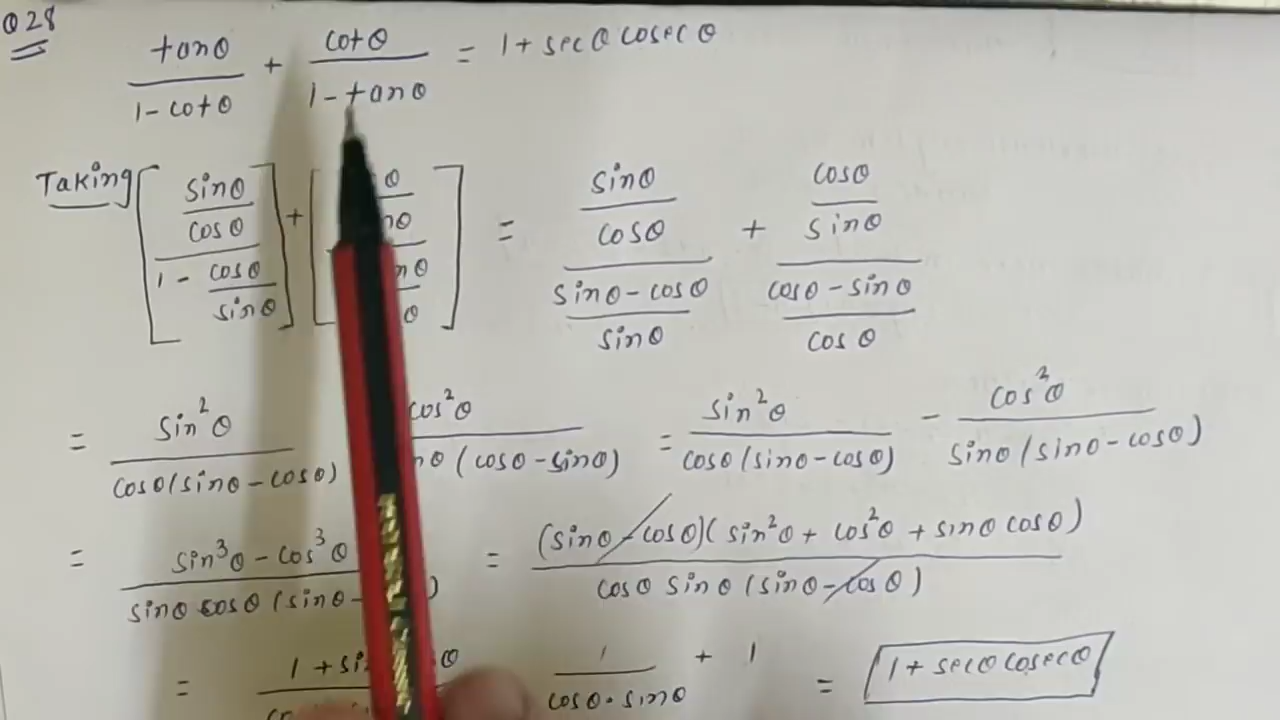 Q28
tanθ/(1-cotθ) + cotθ/(1-tanθ) = 1+secθ cosecθ
Taking [(sinθ/cosθ)/(1-cosθ/sinθ)] + [ ] = (sinθ/cosθ)/((sinθ-cosθ)/sinθ) + (cosθ/sinθ)/((cosθ-sinθ)/cosθ)
= sin²θ/(cosθ(sinθ-cosθ)) cos²θ/( (cosθ-sinθ)) = sin²θ/(cosθ(sinθ-cosθ)) - cos²θ/(sinθ(sinθ-cosθ))
= (sin³θ-cos³θ)/(sinθ cosθ(sinθ- )) = (sinθ-cosθ)(sin²θ+cos²θ+sinθ cosθ)/(cosθ sinθ(sinθ-cosθ))
= 1+ 1/(cosθ·sinθ) + 1 = 1+secθ cosecθ